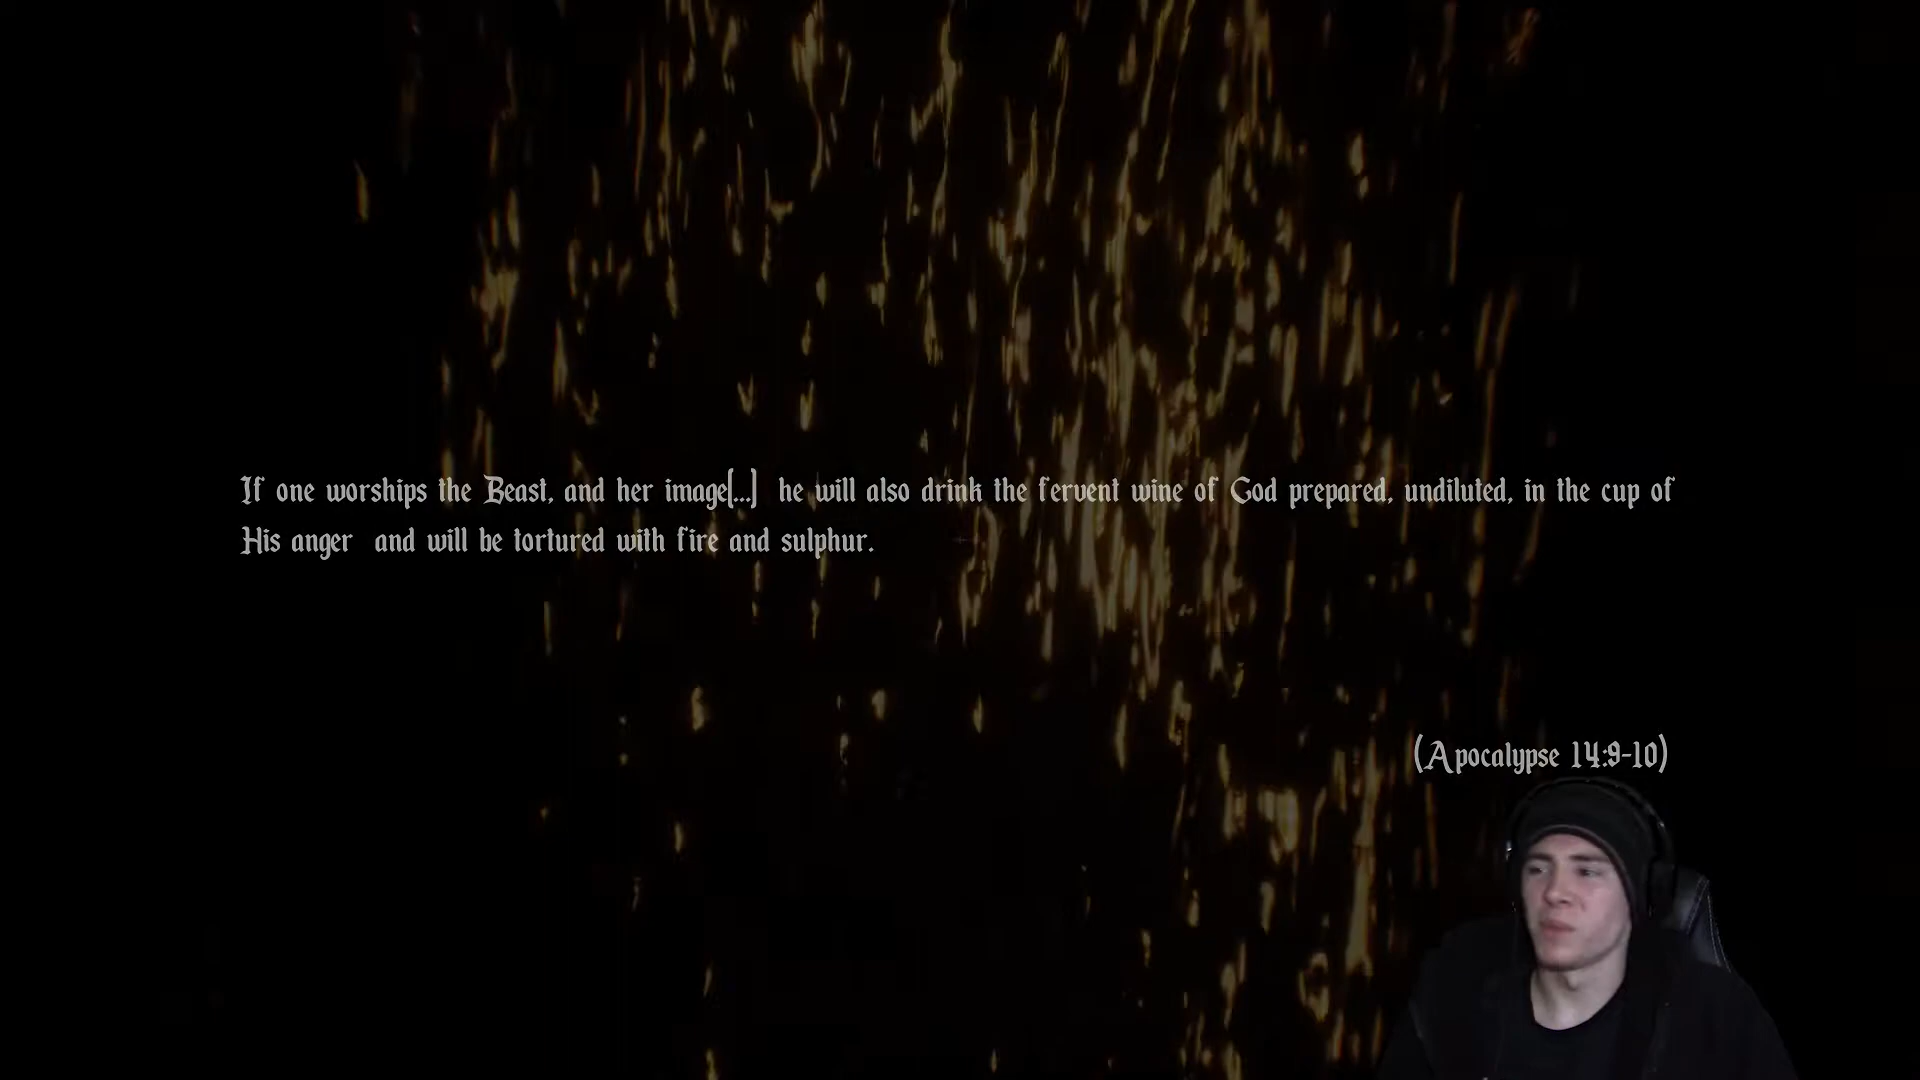 If one worships the Beast, and her image[...] he will also drink the fervent wine of God prepared, undiluted, in the cup of
His anger and will be tortured with fire and sulphur.
(Apocalypse 14:9-10)